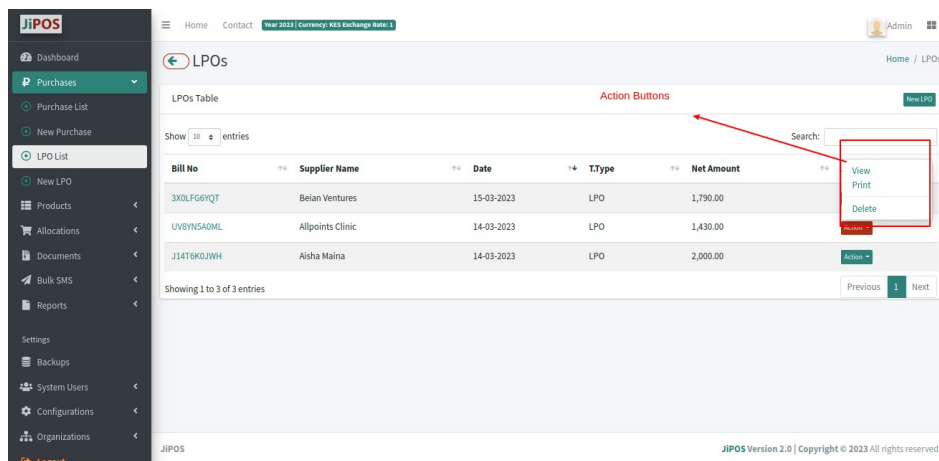 JiPOS
Home Contact Year 2023 | Currency: KES Exchange Rate: 1
Admin
Dashboard
Purchases
Purchase List
New Purchase
LPO List
New LPO
Products
Allocations
Documents
Bulk SMS
Reports
Settings
Backups
System Users
Configurations
Organizations
LPOs
Home / LPOs
LPOs Table
Action Buttons
New LPO
Show 10 entries
Search:
Bill No Supplier Name Date T.Type Net Amount
3X0LFG6YQT Beian Ventures 15-03-2023 LPO 1,790.00
UV8YN5A0ML Allpoints Clinic 14-03-2023 LPO 1,430.00 Action
J14T6K0JWH Aisha Maina 14-03-2023 LPO 2,000.00 Action
View
Print
Delete
Showing 1 to 3 of 3 entries
Previous 1 Next
JiPOS
JiPOS Version 2.0 | Copyright © 2023 All rights reserved